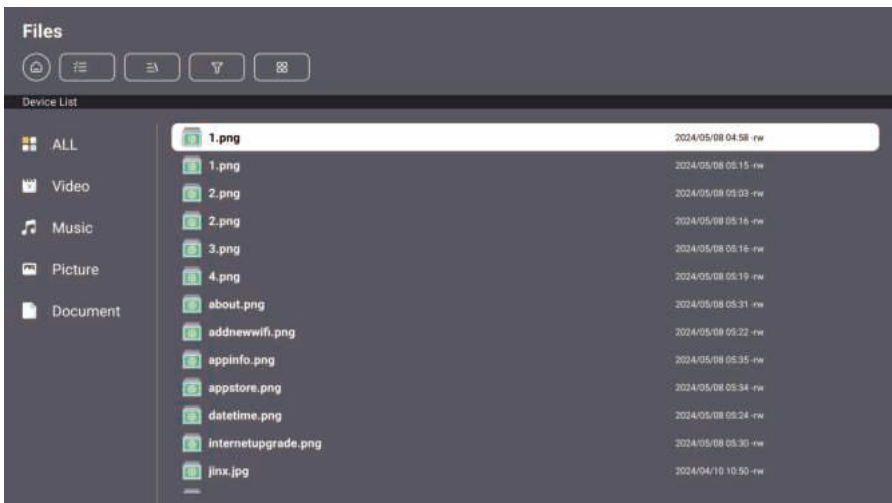 Files
Device List
ALL
Video
Music
Picture
Document
1.png 2024/05/08 04:58 -rw
1.png 2024/05/08 05:15 -rw
2.png 2024/05/08 05:03 -rw
2.png 2024/05/08 05:16 -rw
3.png 2024/05/08 05:16 -rw
4.png 2024/05/08 05:19 -rw
about.png 2024/05/08 05:31 -rw
addnewwifi.png 2024/05/08 05:22 -rw
appinfo.png 2024/05/08 05:35 -rw
appstore.png 2024/05/08 05:34 -rw
datetime.png 2024/05/08 05:24 -rw
internetupgrade.png 2024/05/08 05:30 -rw
jinx.jpg 2024/04/10 10:50 -rw